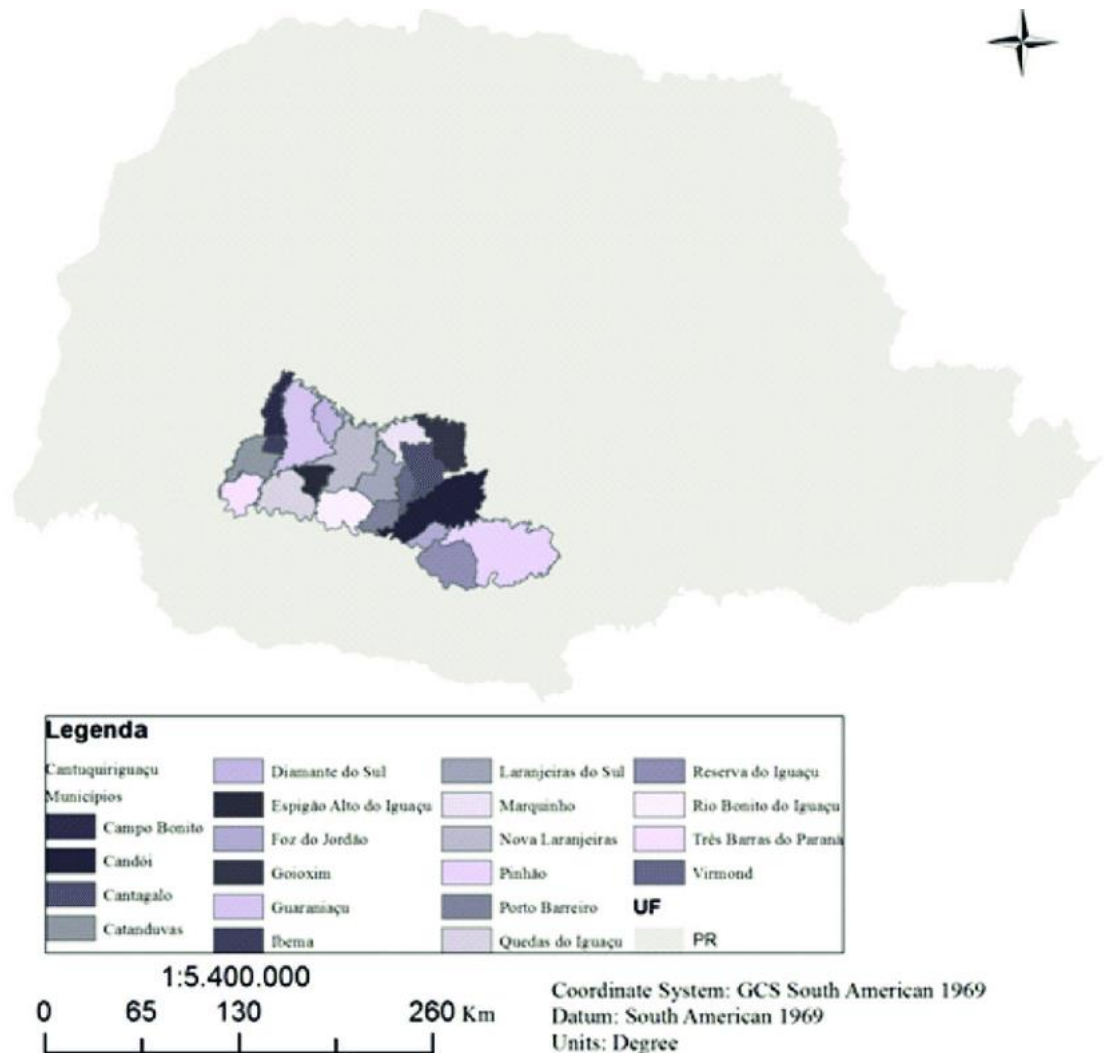 Legenda
Cantuquiriguaçu
Municípios
Campo Bonito
Candói
Cantagalo
Catanduvas
Diamante do Sul
Espigão Alto do Iguaçu
Foz do Jordão
Goioxim
Guaraniaçu
Ibema
Laranjeiras do Sul
Marquinho
Nova Laranjeiras
Pinhão
Porto Barreiro
Quedas do Iguaçu
Reserva do Iguaçu
Rio Bonito do Iguaçu
Três Barras do Paraná
Virmond
UF
PR
1:5.400.000
0 65 130 260 Km
Coordinate System: GCS South American 1969
Datum: South American 1969
Units: Degree